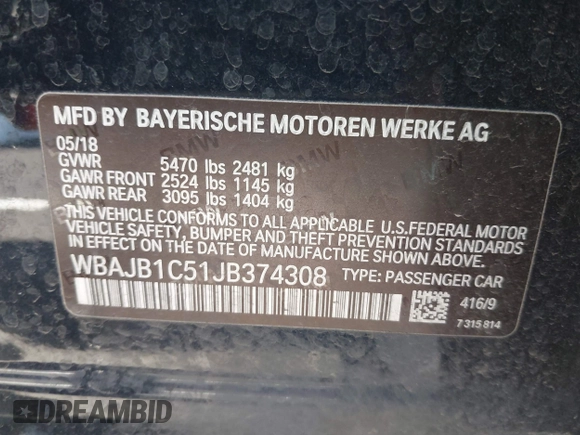 MFD BY BAYERISCHE MOTOREN WERKE AG
05/18
GVWR 5470 lbs 2481 kg
GAWR FRONT 2524 lbs 1145 kg
GAWR REAR 3095 lbs 1404 kg
THIS VEHICLE CONFORMS TO ALL APPLICABLE U.S.FEDERAL MOTOR
VEHICLE SAFETY, BUMPER AND THEFT PREVENTION STANDARDS
IN EFFECT ON THE DATE OF MANUFACTURE SHOWN ABOVE.
WBAJB1C51JB374308 TYPE: PASSENGER CAR
416/9
7 315 814
DREAMBID